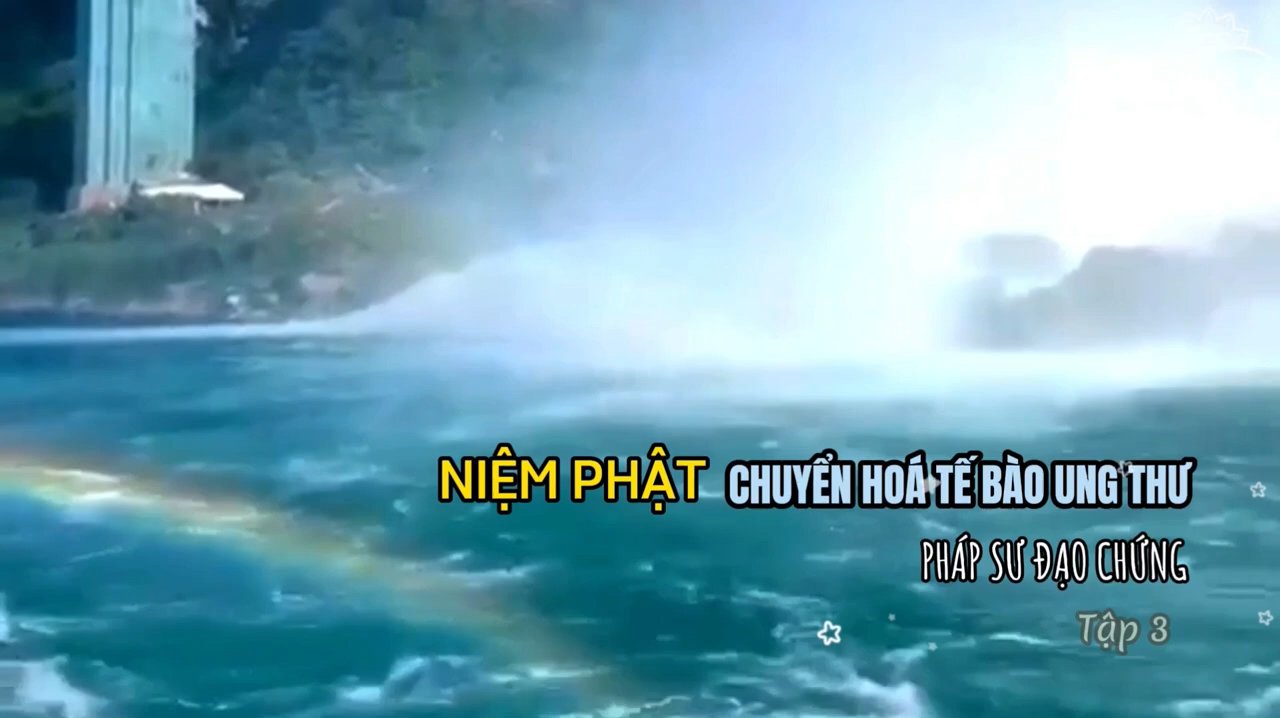 NIỆM PHẬT CHUYỂN HOÁ TẾ BÀO UNG THƯ
PHÁP SƯ ĐẠO CHỨNG
Tập 3